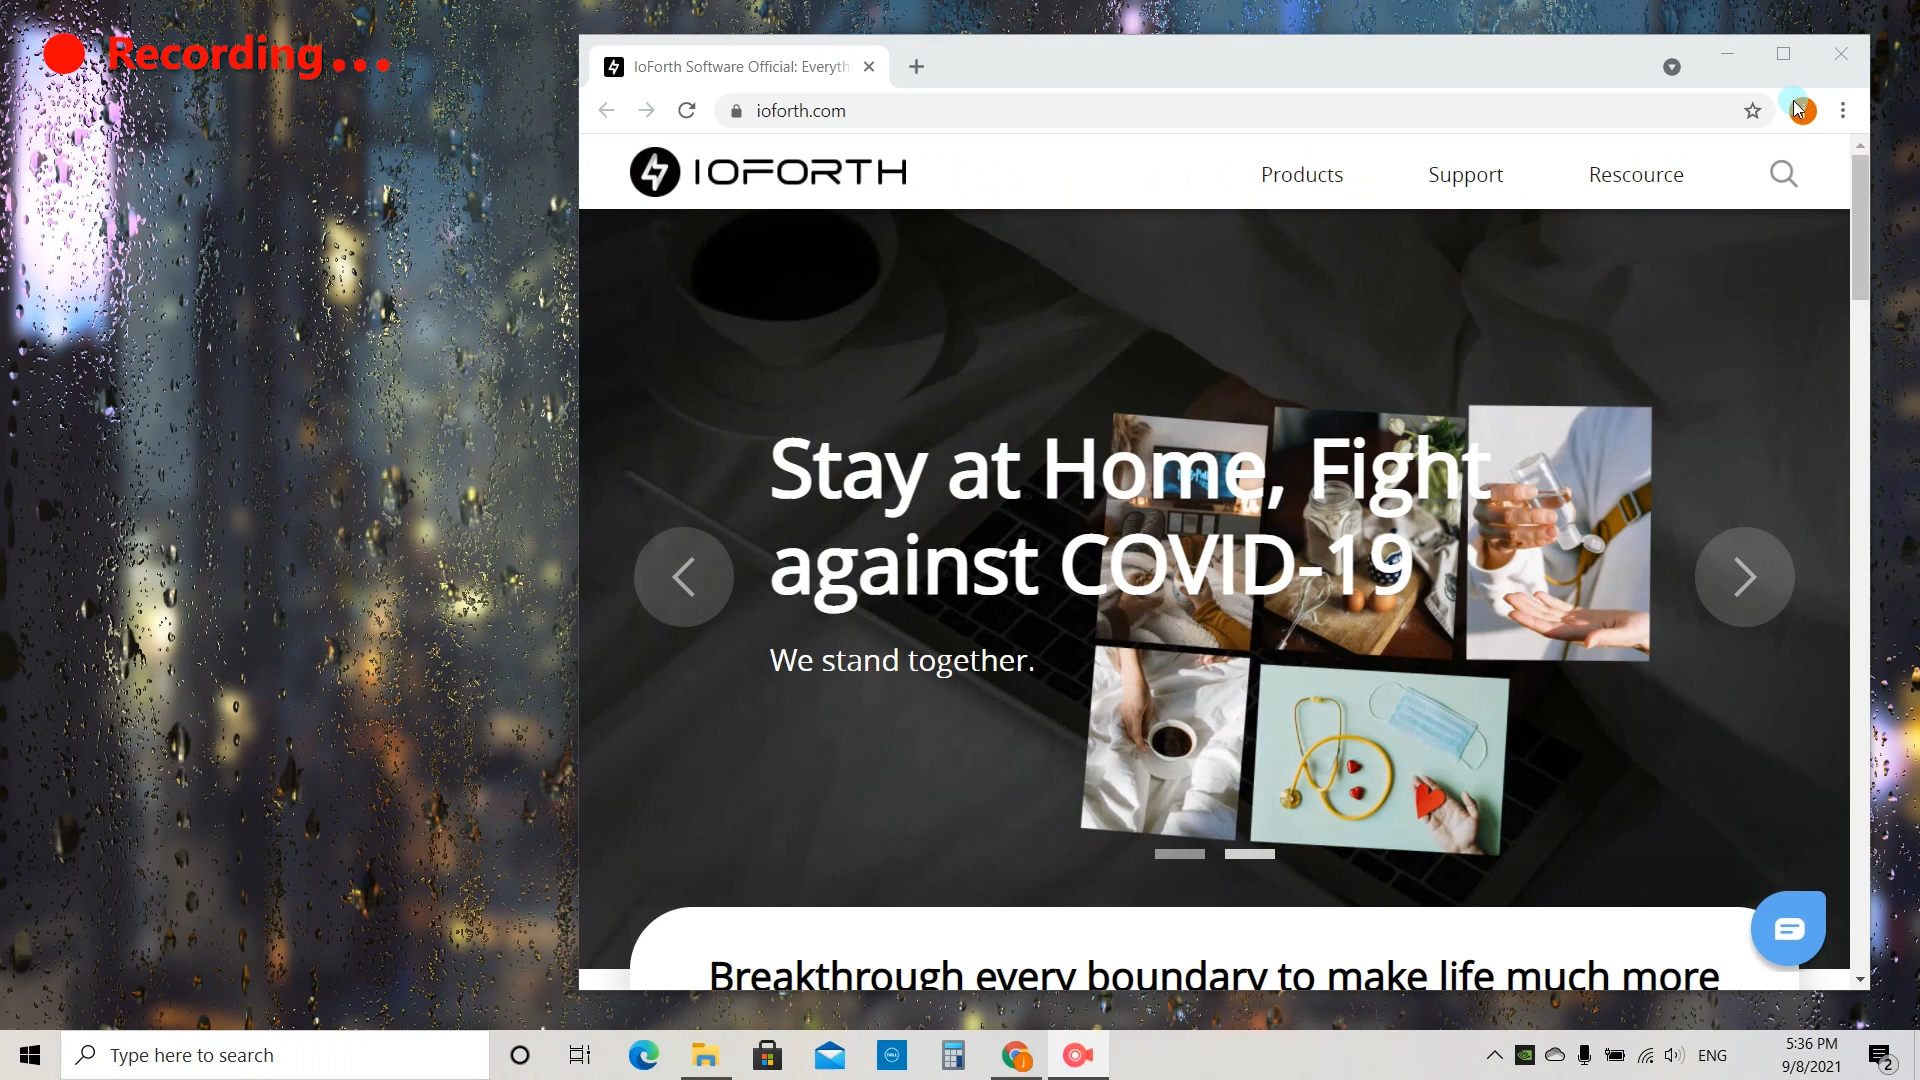 Recording...
IoForth Software Official: Everyth
ioforth.com
IOFORTH
Products
Support
Rescource
Stay at Home, Fight
against COVID-19
We stand together.
Breakthrough every boundary to make life much more
Type here to search
ENG
5:36 PM
9/8/2021
2